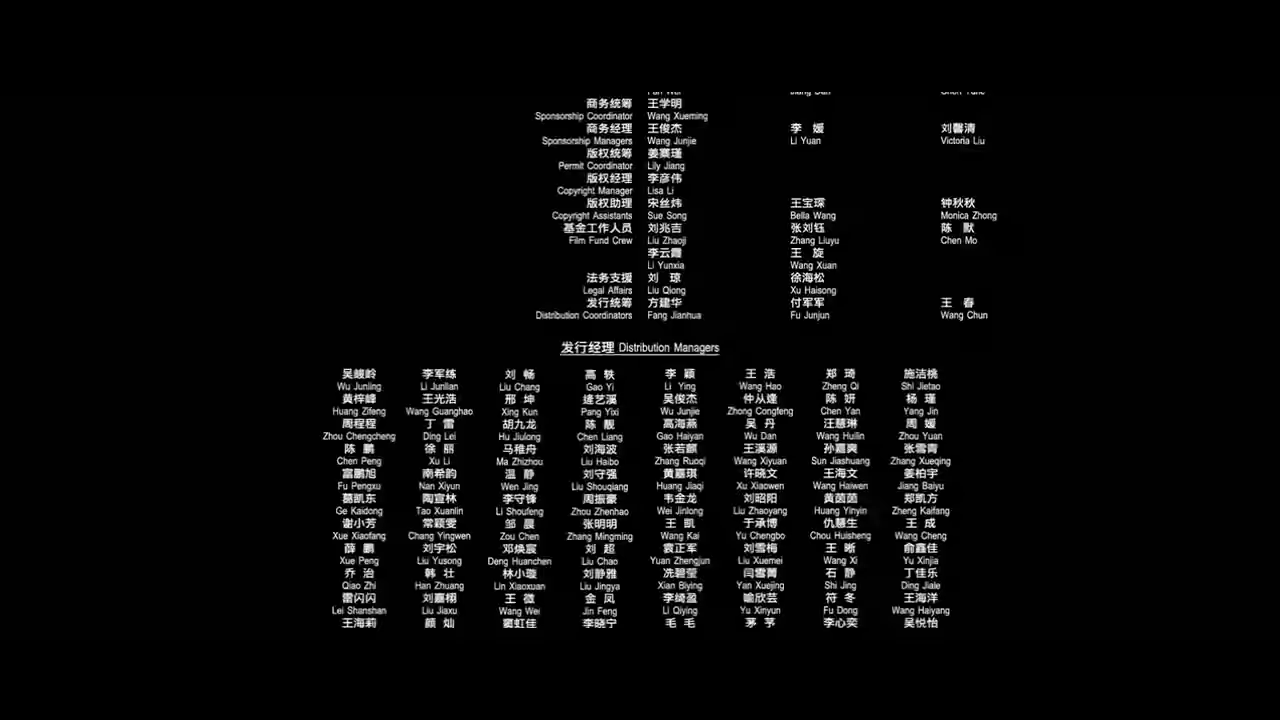 商务统筹 王学明
Sponsorship Coordinator Wang Xueming
商务经理 王俊杰 李 媛 刘馨清
Sponsorship Managers Wang Junjie Li Yuan Victoria Liu
版权统筹 姜赛瑾
Permit Coordinator Lily Jiang
版权经理 李彦伟
Copyright Manager Lisa Li
版权助理 宋丝炜 王宝琛 钟秋秋
Copyright Assistants Sue Song Bella Wang Monica Zhong
基金工作人员 刘兆吉 张刘钰 陈 默
Film Fund Crew Liu Zhaoji Zhang Liuyu Chen Mo
李云霞 王 旋
Li Yunxia Wang Xuan
法务支援 刘 琼 徐海松
Legal Affairs Liu Qiong Xu Haisong
发行统筹 方建华 付军军 王 春
Distribution Coordinators Fang Jianhua Fu Junjun Wang Chun
发行经理 Distribution Managers
吴峻岭 李军练 刘 畅 高 轶 李 颖 王 浩 郑 琦 施洁桃
Wu Junling Li Junlian Liu Chang Gao Yi Li Ying Wang Hao Zheng Qi Shi Jietao
黄梓峰 王光浩 邢 坤 逄艺溪 吴俊杰 仲从逢 陈 妍 杨 瑾
Huang Zifeng Wang Guanghao Xing Kun Pang Yixi Wu Junjie Zhong Congfeng Chen Yan Yang Jin
周程程 丁 雷 胡九龙 陈 靓 高海燕 吴 丹 汪慧琳 周 媛
Zhou Chengcheng Ding Lei Hu Jiulong Chen Liang Gao Haiyan Wu Dan Wang Huilin Zhou Yuan
陈 鹏 徐 丽 马稚舟 刘海波 张若麒 王溪源 孙嘉爽 张雪青
Chen Peng Xu Li Ma Zhizhou Liu Haibo Zhang Ruoqi Wang Xiyuan Sun Jiashuang Zhang Xueqing
富鹏旭 南希韵 温 静 刘守强 黄嘉琪 许晓文 王海文 姜柏宇
Fu Pengxu Nan Xiyun Wen Jing Liu Shouqiang Huang Jiaqi Xu Xiaowen Wang Haiwen Jiang Baiyu
葛凯东 陶宣林 李守锋 周振豪 韦金龙 刘昭阳 黄茵茵 郑凯方
Ge Kaidong Tao Xuanlin Li Shoufeng Zhou Zhenhao Wei Jinlong Liu Zhaoyang Huang Yinyin Zheng Kaifang
谢小芳 常颖雯 邹 晨 张明明 王 凯 于承博 仇慧生 王 成
Xue Xiaofang Chang Yingwen Zou Chen Zhang Mingming Wang Kai Yu Chengbo Chou Huisheng Wang Cheng
薛 鹏 刘宇松 邓焕宸 刘 超 袁正军 刘雪梅 王 晰 俞鑫佳
Xue Peng Liu Yusong Deng Huanchen Liu Chao Yuan Zhengjun Liu Xuemei Wang Xi Yu Xinjia
乔 治 韩 壮 林小璇 刘静雅 冼碧莹 闫雪菁 石 静 丁佳乐
Qiao Zhi Han Zhuang Lin Xiaoxuan Liu Jingya Xian Biying Yan Xuejing Shi Jing Ding Jiale
雷闪闪 刘嘉栩 王 微 金 凤 李绮盈 喻欣芸 符 冬 王海洋
Lei Shanshan Liu Jiaxu Wang Wei Jin Feng Li Qiying Yu Xinyun Fu Dong Wang Haiyang
王海莉 颜 灿 窦虹佳 李晓宁 毛 毛 茅 李心奕 吴悦怡